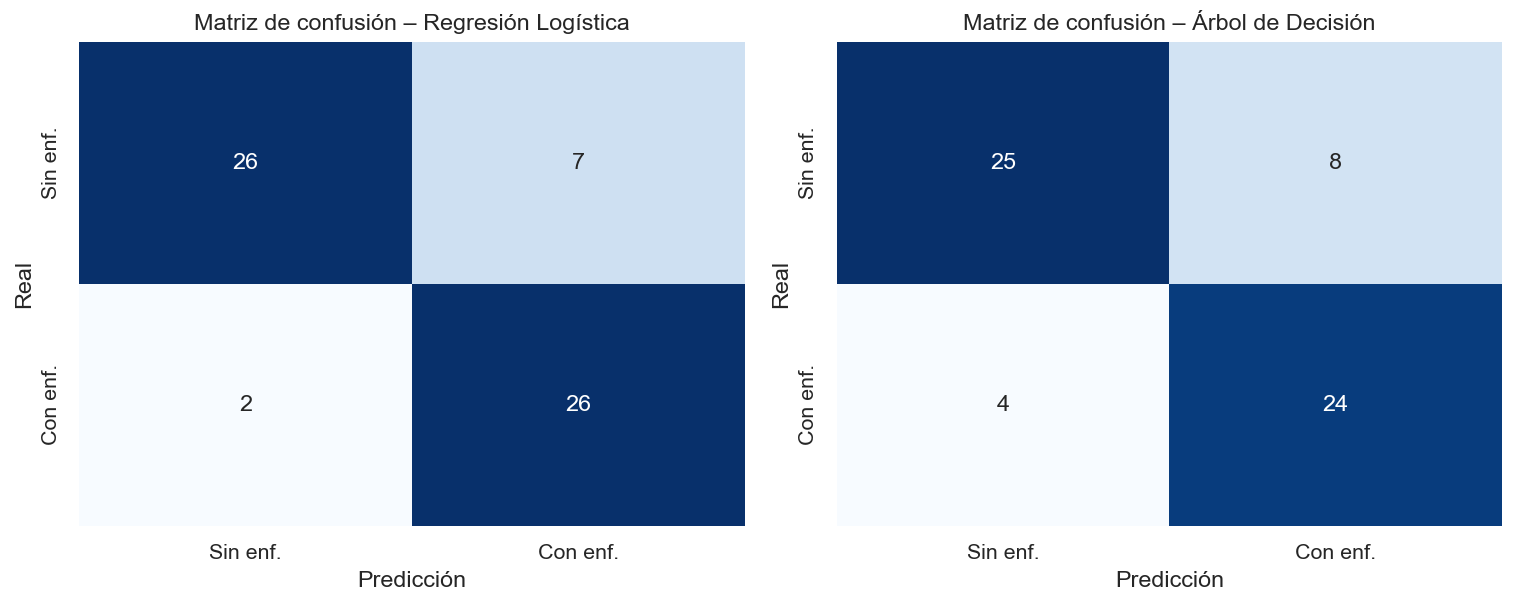 Matriz de confusión – Regresión Logística
Real
Sin enf.
26
7
Con enf.
2
26
Sin enf.
Con enf.
Predicción
Matriz de confusión – Árbol de Decisión
Real
Sin enf.
25
8
Con enf.
4
24
Sin enf.
Con enf.
Predicción